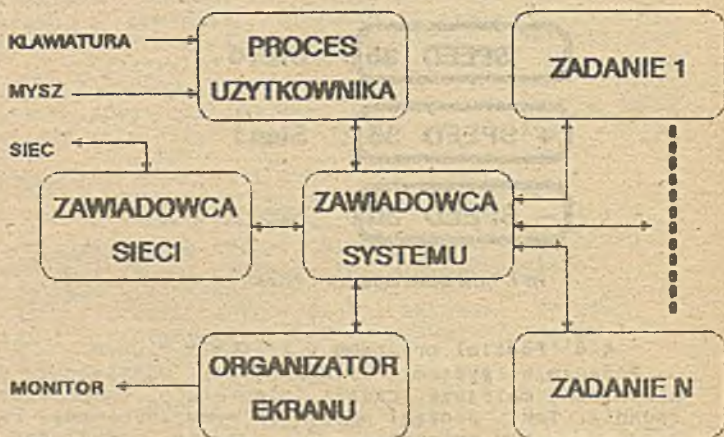 KLAWIATURA
PROCES
UZYTKOWNIKA
MYSZ
ZADANIE 1
SIEC
ZAWIADOWCA
SIECI
ZAWIADOWCA
SYSTEMU
MONITOR
ORGANIZATOR
EKRANU
ZADANIE N